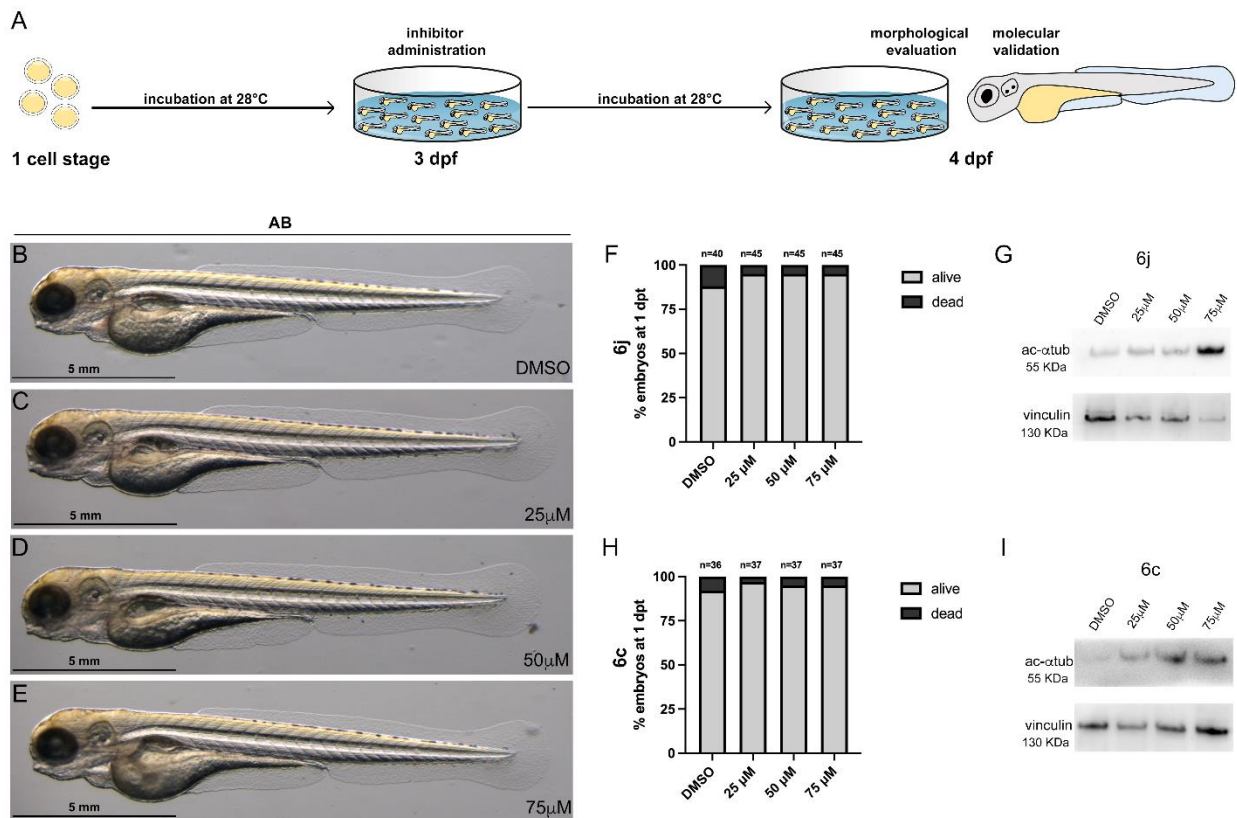 A
inhibitor
administration
morphological
evaluation
molecular
validation
incubation at 28°C
incubation at 28°C
1 cell stage
3 dpf
4 dpf
AB
B
5 mm
DMSO
C
5 mm
25µM
D
5 mm
50µM
E
5 mm
75µM
F
n=40 n=45 n=45 n=45
6j
% embryos at 1 dpt
100
75
50
25
0
DMSO
25 µM
50 µM
75 µM
alive
dead
G
6j
DMSO
25µM
50µM
75µM
ac-αtub
55 KDa
vinculin
130 KDa
H
n=36 n=37 n=37 n=37
6c
% embryos at 1 dpt
100
75
50
25
0
DMSO
25 µM
50 µM
75 µM
alive
dead
I
6c
DMSO
25µM
50µM
75µM
ac-αtub
55 KDa
vinculin
130 KDa